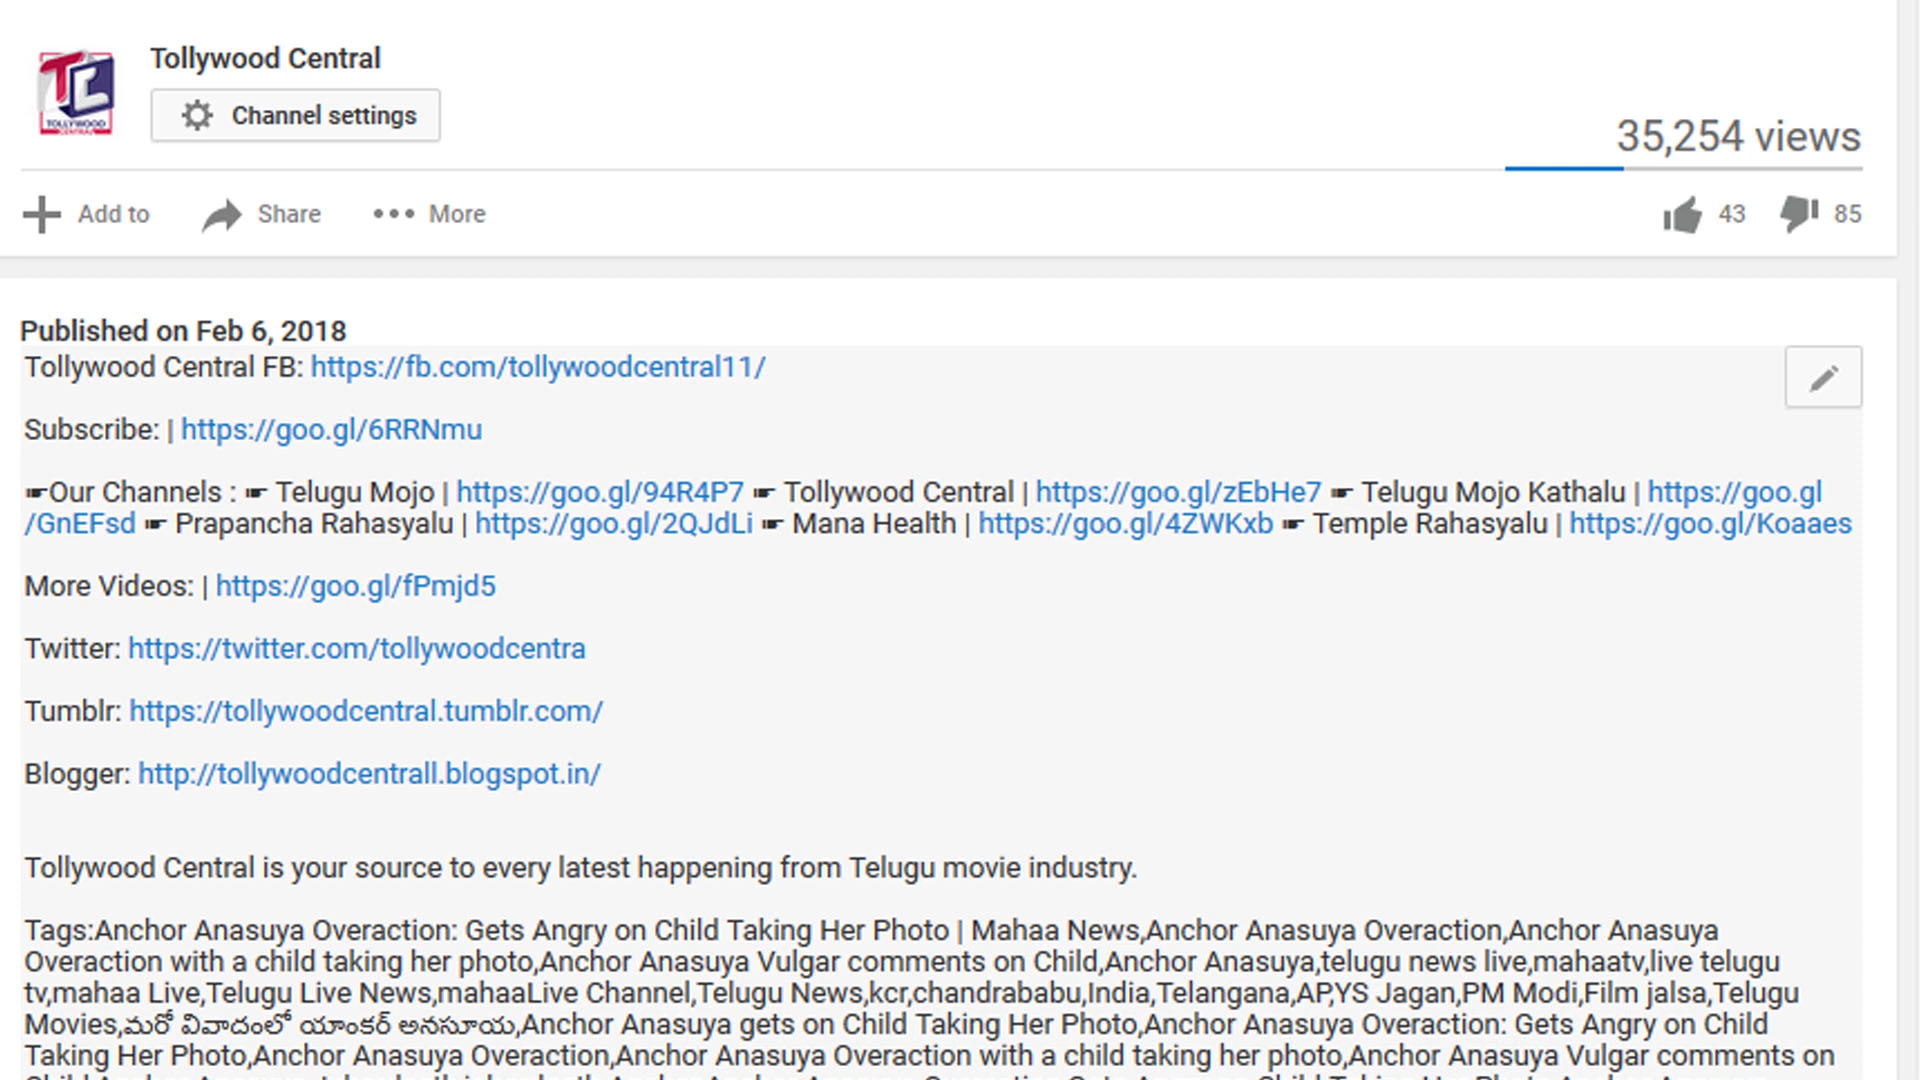 Tollywood Central
TC
TOLLYWOOD
CENTRAL
Channel settings
35,254 views
Add to Share More 43 85
Published on Feb 6, 2018
Tollywood Central FB: https://fb.com/tollywoodcentral11/
Subscribe: | https://goo.gl/6RRNmu
☛Our Channels : ☛ Telugu Mojo | https://goo.gl/94R4P7 ☛ Tollywood Central | https://goo.gl/zEbHe7 ☛ Telugu Mojo Kathalu | https://goo.gl
/GnEFsd ☛ Prapancha Rahasyalu | https://goo.gl/2QJdLi ☛ Mana Health | https://goo.gl/4ZWKxb ☛ Temple Rahasyalu | https://goo.gl/Koaaes
More Videos: | https://goo.gl/fPmjd5
Twitter: https://twitter.com/tollywoodcentra
Tumblr: https://tollywoodcentral.tumblr.com/
Blogger: http://tollywoodcentrall.blogspot.in/
Tollywood Central is your source to every latest happening from Telugu movie industry.
Tags:Anchor Anasuya Overaction: Gets Angry on Child Taking Her Photo | Mahaa News,Anchor Anasuya Overaction,Anchor Anasuya
Overaction with a child taking her photo,Anchor Anasuya Vulgar comments on Child,Anchor Anasuya,telugu news live,mahaatv,live telugu
tv,mahaa Live,Telugu Live News,mahaaLive Channel,Telugu News,kcr,chandrababu,India,Telangana,AP,YS Jagan,PM Modi,Film jalsa,Telugu
Movies,మరో వివాదంలో యాంకర్ అనసూయ,Anchor Anasuya gets on Child Taking Her Photo,Anchor Anasuya Overaction: Gets Angry on Child
Taking Her Photo,Anchor Anasuya Overaction,Anchor Anasuya Overaction with a child taking her photo,Anchor Anasuya Vulgar comments on